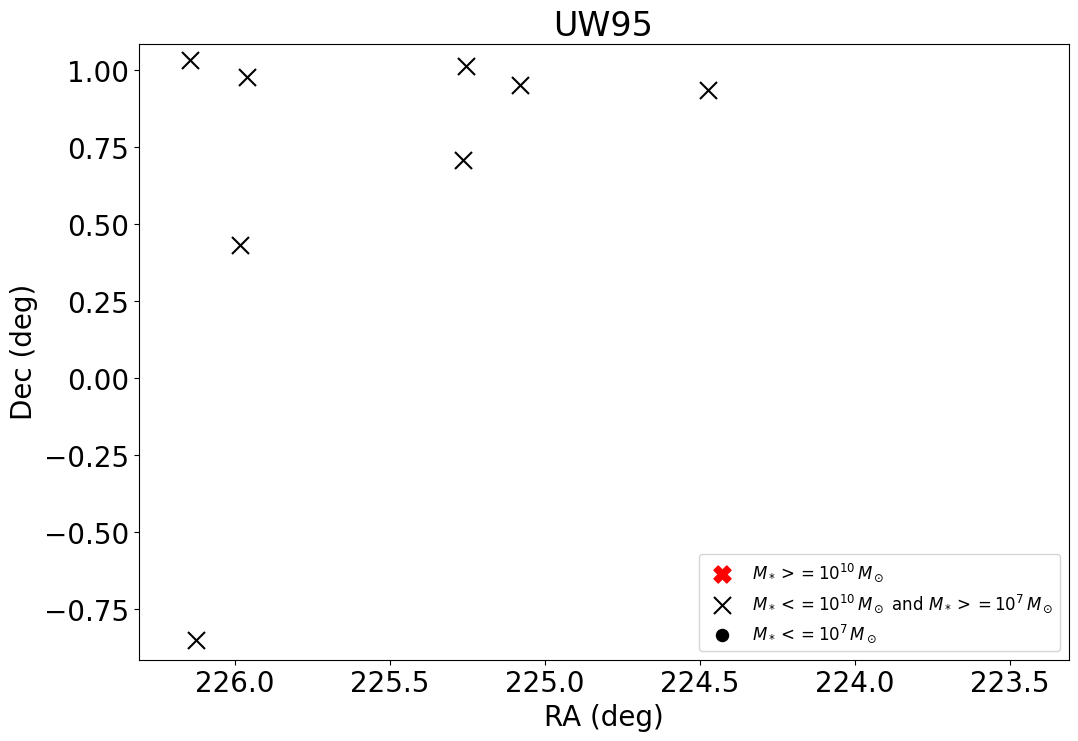 UW95
Dec (deg)
1.00
0.75
0.50
0.25
0.00
−0.25
−0.50
−0.75
226.0 225.5 225.0 224.5 224.0 223.5
RA (deg)
M* >= 10^10 M⊙
M* <= 10^10 M⊙ and M* >= 10^7 M⊙
M* <= 10^7 M⊙